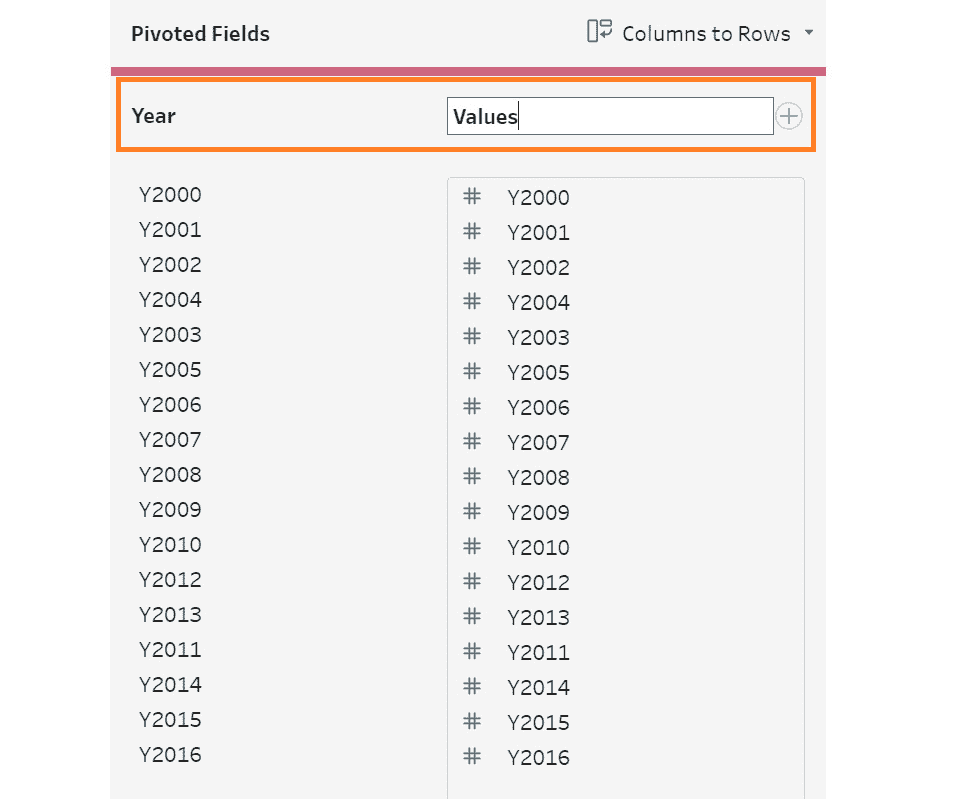 Pivoted Fields Columns to Rows
Year Values
Y2000 # Y2000
Y2001 # Y2001
Y2002 # Y2002
Y2004 # Y2004
Y2003 # Y2003
Y2005 # Y2005
Y2006 # Y2006
Y2007 # Y2007
Y2008 # Y2008
Y2009 # Y2009
Y2010 # Y2010
Y2012 # Y2012
Y2013 # Y2013
Y2011 # Y2011
Y2014 # Y2014
Y2015 # Y2015
Y2016 # Y2016